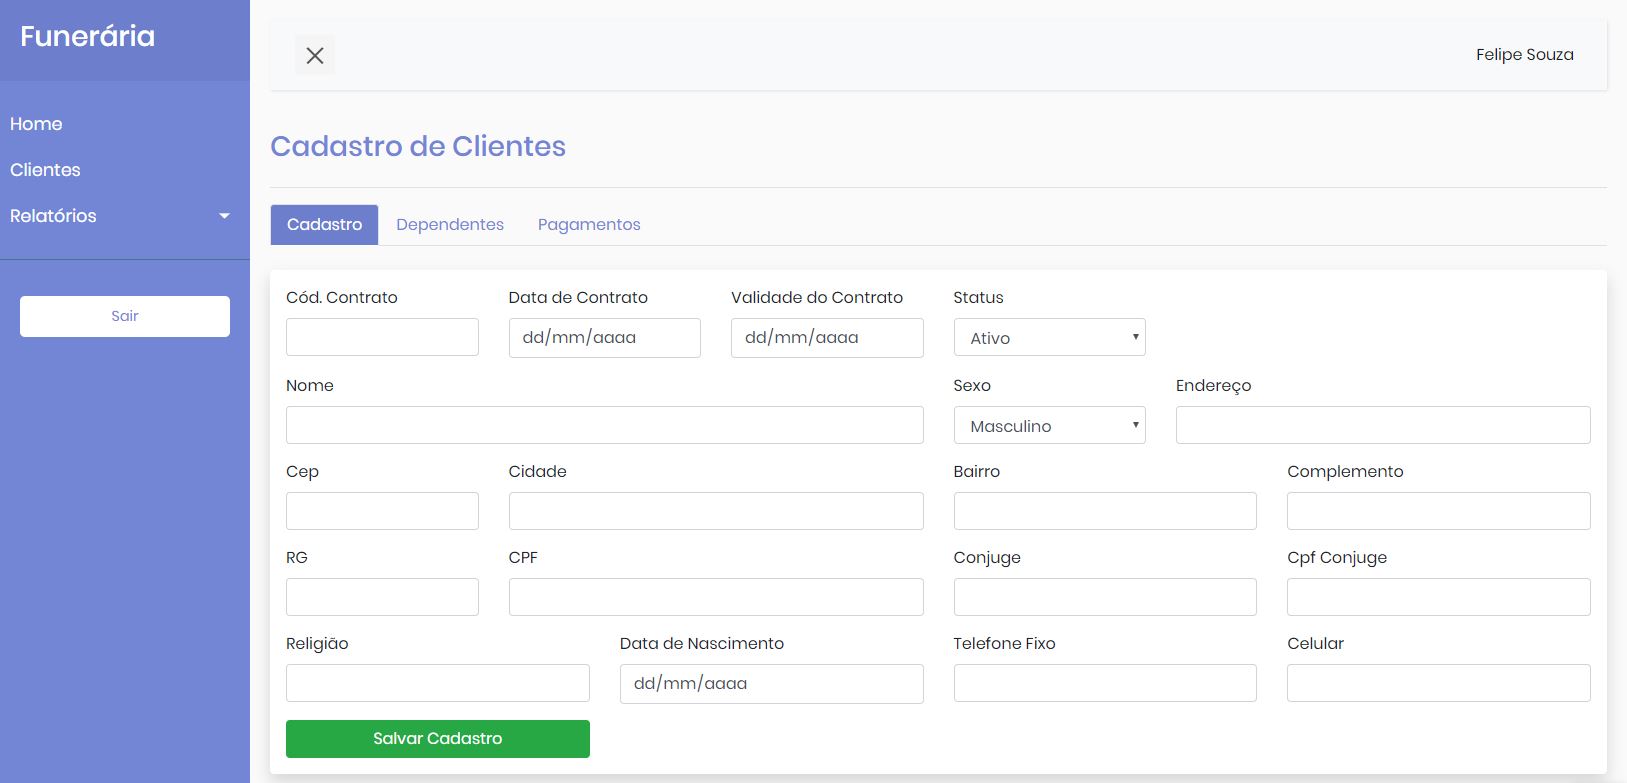 Funerária
Felipe Souza
Home
Clientes
Relatórios
Sair
Cadastro de Clientes
Cadastro Dependentes Pagamentos
Cód. Contrato Data de Contrato Validade do Contrato Status
dd/mm/aaaa dd/mm/aaaa Ativo
Nome Sexo Endereço
Masculino
Cep Cidade Bairro Complemento
RG CPF Conjuge Cpf Conjuge
Religião Data de Nascimento Telefone Fixo Celular
dd/mm/aaaa
Salvar Cadastro